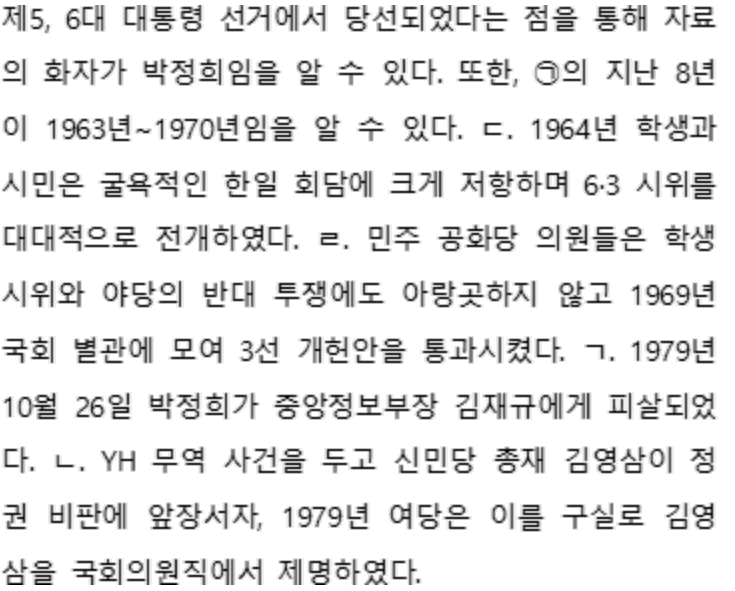 제5, 6대 대통령 선거에서 당선되었다는 점을 통해 자료
의 화자가 박정희임을 알 수 있다. 또한, ㉠의 지난 8년
이 1963년~1970년임을 알 수 있다. ㄷ. 1964년 학생과
시민은 굴욕적인 한일 회담에 크게 저항하며 6·3 시위를
대대적으로 전개하였다. ㄹ. 민주 공화당 의원들은 학생
시위와 야당의 반대 투쟁에도 아랑곳하지 않고 1969년
국회 별관에 모여 3선 개헌안을 통과시켰다. ㄱ. 1979년
10월 26일 박정희가 중앙정보부장 김재규에게 피살되었
다. ㄴ. YH 무역 사건을 두고 신민당 총재 김영삼이 정
권 비판에 앞장서자, 1979년 여당은 이를 구실로 김영
삼을 국회의원직에서 제명하였다.